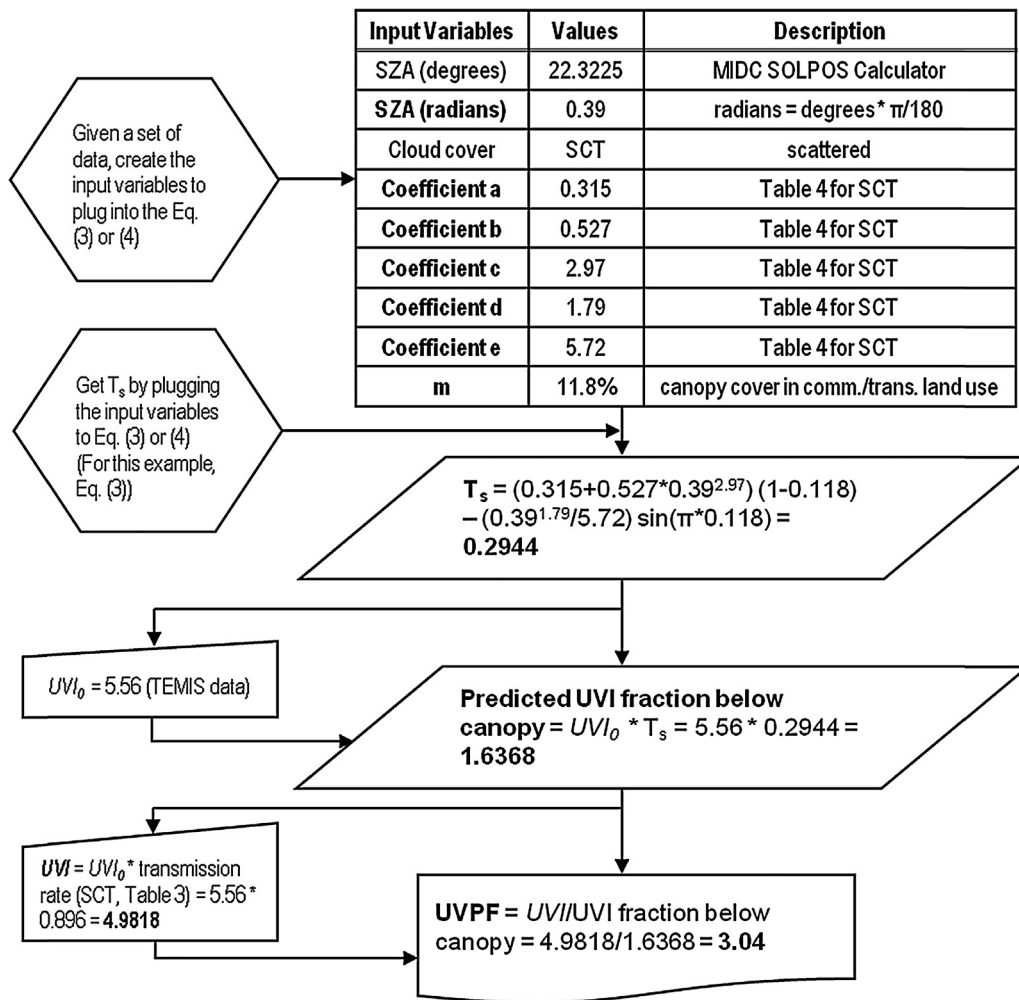 Input Variables Values Description
SZA (degrees) 22.3225 MIDC SOLPOS Calculator
SZA (radians) 0.39 radians = degrees* π/180
Cloud cover SCT scattered
Coefficient a 0.315 Table 4 for SCT
Coefficient b 0.527 Table 4 for SCT
Coefficient c 2.97 Table 4 for SCT
Coefficient d 1.79 Table 4 for SCT
Coefficient e 5.72 Table 4 for SCT
m 11.8% canopy cover in comm./trans. land use
Given a set of
data, create the
input variables to
plug into the Eq.
(3) or (4)
Get Tₛ by plugging
the input variables
to Eq. (3) or (4)
(For this example,
Eq. (3))
Tₛ = (0.315+0.527*0.39²·⁹⁷) (1-0.118)
– (0.39¹·⁷⁹/5.72) sin(π*0.118) =
0.2944
UVI₀ = 5.56 (TEMIS data)
Predicted UVI fraction below
canopy = UVI₀ * Tₛ = 5.56 * 0.2944 =
1.6368
UVI = UVI₀* transmission
rate (SCT, Table 3) = 5.56 *
0.896 = 4.9818
UVPF = UVI/UVI fraction below
canopy = 4.9818/1.6368 = 3.04